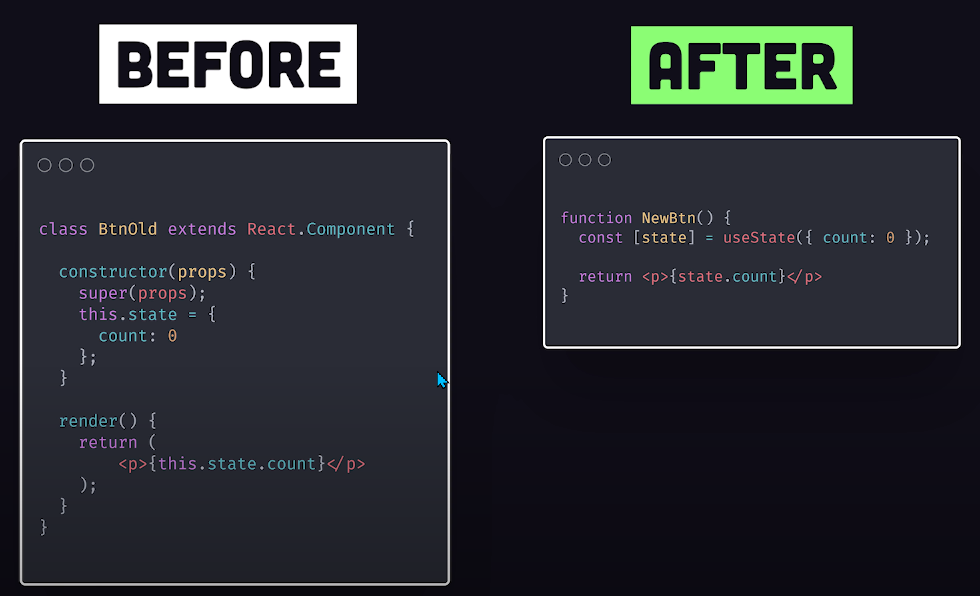 BEFORE
class BtnOld extends React.Component {
constructor(props) {
super(props);
this.state = {
count: 0
};
}
render() {
return (
<p>{this.state.count}</p>
);
}
}
AFTER
function NewBtn() {
const [state] = useState({ count: 0 });
return <p>{state.count}</p>
}